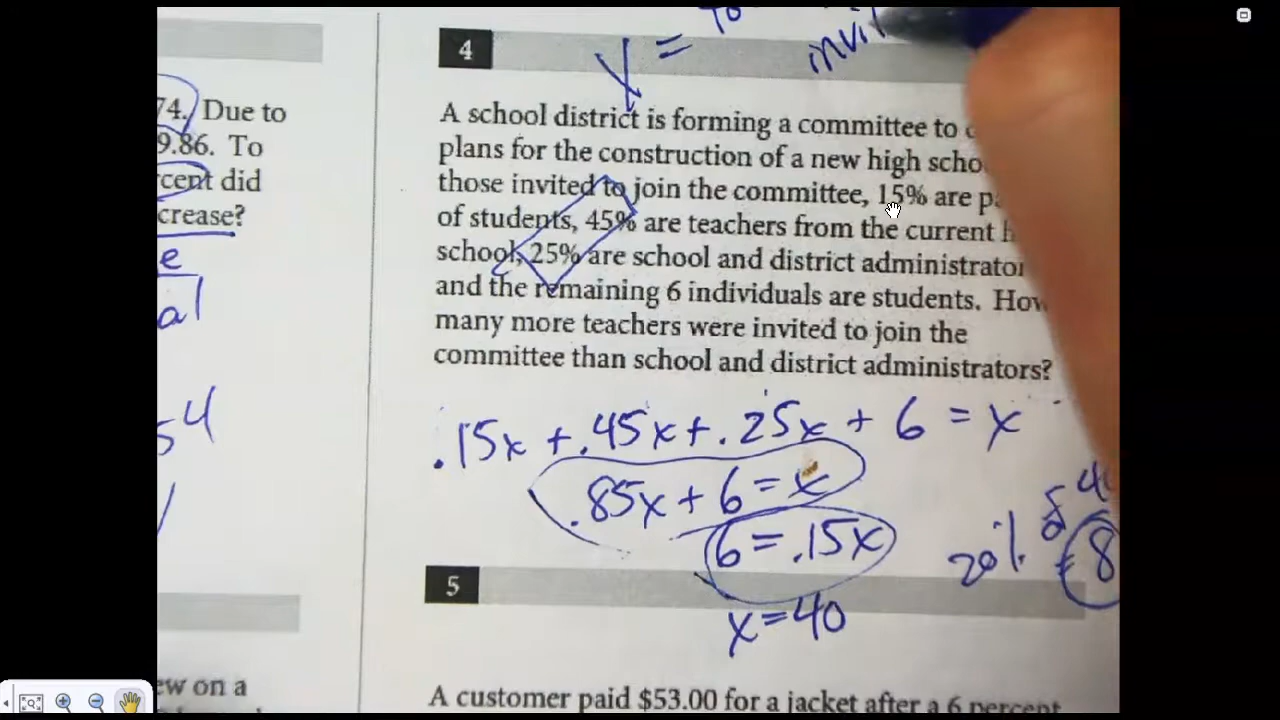 74. Due to
9.86. To
cent did
crease?
e
al
54
ew on a
4
x =
A school district is forming a committee to
plans for the construction of a new high scho
those invited to join the committee, 15% are p
of students, 45% are teachers from the current
school, 25% are school and district administrator
and the remaining 6 individuals are students. How
many more teachers were invited to join the
committee than school and district administrators?
.15x + .45x + .25x + 6 = x
.85x + 6 = x
6 = .15x
x = 40
20% of 40
= 8
5
A customer paid $53.00 for a jacket after a 6 percent